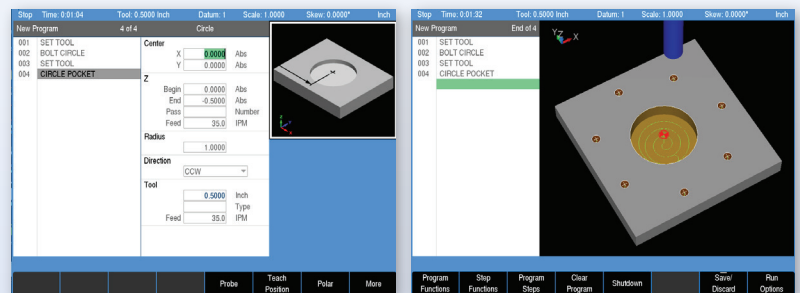 Stop Time: 0:01:04 Tool: 0.5000 Inch Datum: 1 Scale: 1.0000 Skew: 0.0000° Inch
New Program 4 of 4 Circle
001 SET TOOL
002 BOLT CIRCLE
003 SET TOOL
004 CIRCLE POCKET
Center
X 0.0000 Abs
Y 0.0000 Abs
Z
Begin 0.0000 Abs
End -0.5000 Abs
Pass Number
Feed 35.0 IPM
Radius
1.0000
Direction
CCW
Tool
0.5000 Inch
Type
Feed 35.0 IPM
Probe Teach Position Polar More
Stop Time: 0:01:32 Tool: 0.5000 Inch Datum: 1 Scale: 1.0000 Skew: 0.0000° Inch
New Program End of 4
001 SET TOOL
002 BOLT CIRCLE
003 SET TOOL
004 CIRCLE POCKET
Y Z X
Program Functions Step Functions Program Steps Clear Program Shutdown Save/ Discard Run Options